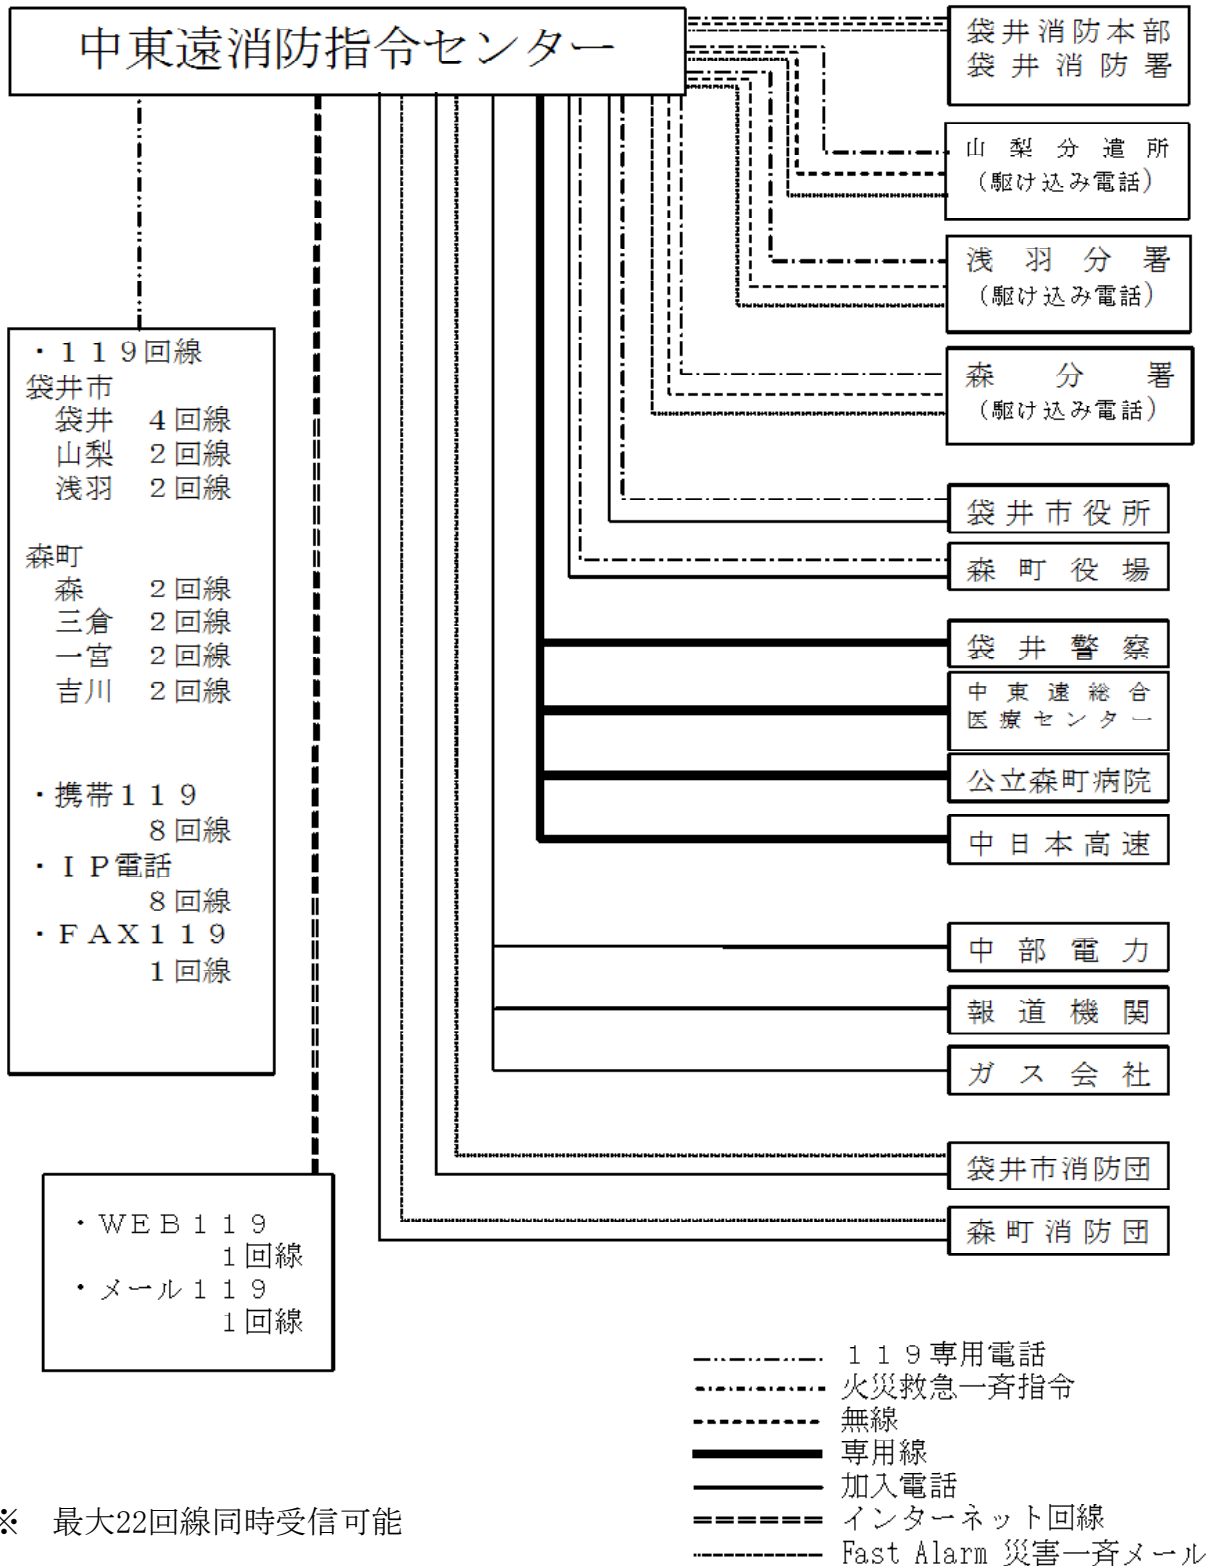 中東遠消防指令センター
袋井消防本部
袋井消防署
山梨分遣所
(駆け込み電話)
浅羽分署
(駆け込み電話)
森分署
(駆け込み電話)
・119回線
袋井市
袋井 4回線
山梨 2回線
浅羽 2回線
森町
森 2回線
三倉 2回線
一宮 2回線
吉川 2回線
・携帯119
8回線
・IP電話
8回線
・FAX119
1回線
袋井市役所
森町役場
袋井警察
中東遠総合
医療センター
公立森町病院
中日本高速
中部電力
報道機関
ガス会社
袋井市消防団
森町消防団
・WEB119
1回線
・メール119
1回線
119専用電話
火災救急一斉指令
無線
専用線
加入電話
インターネット回線
Fast Alarm 災害一斉メール
※ 最大22回線同時受信可能